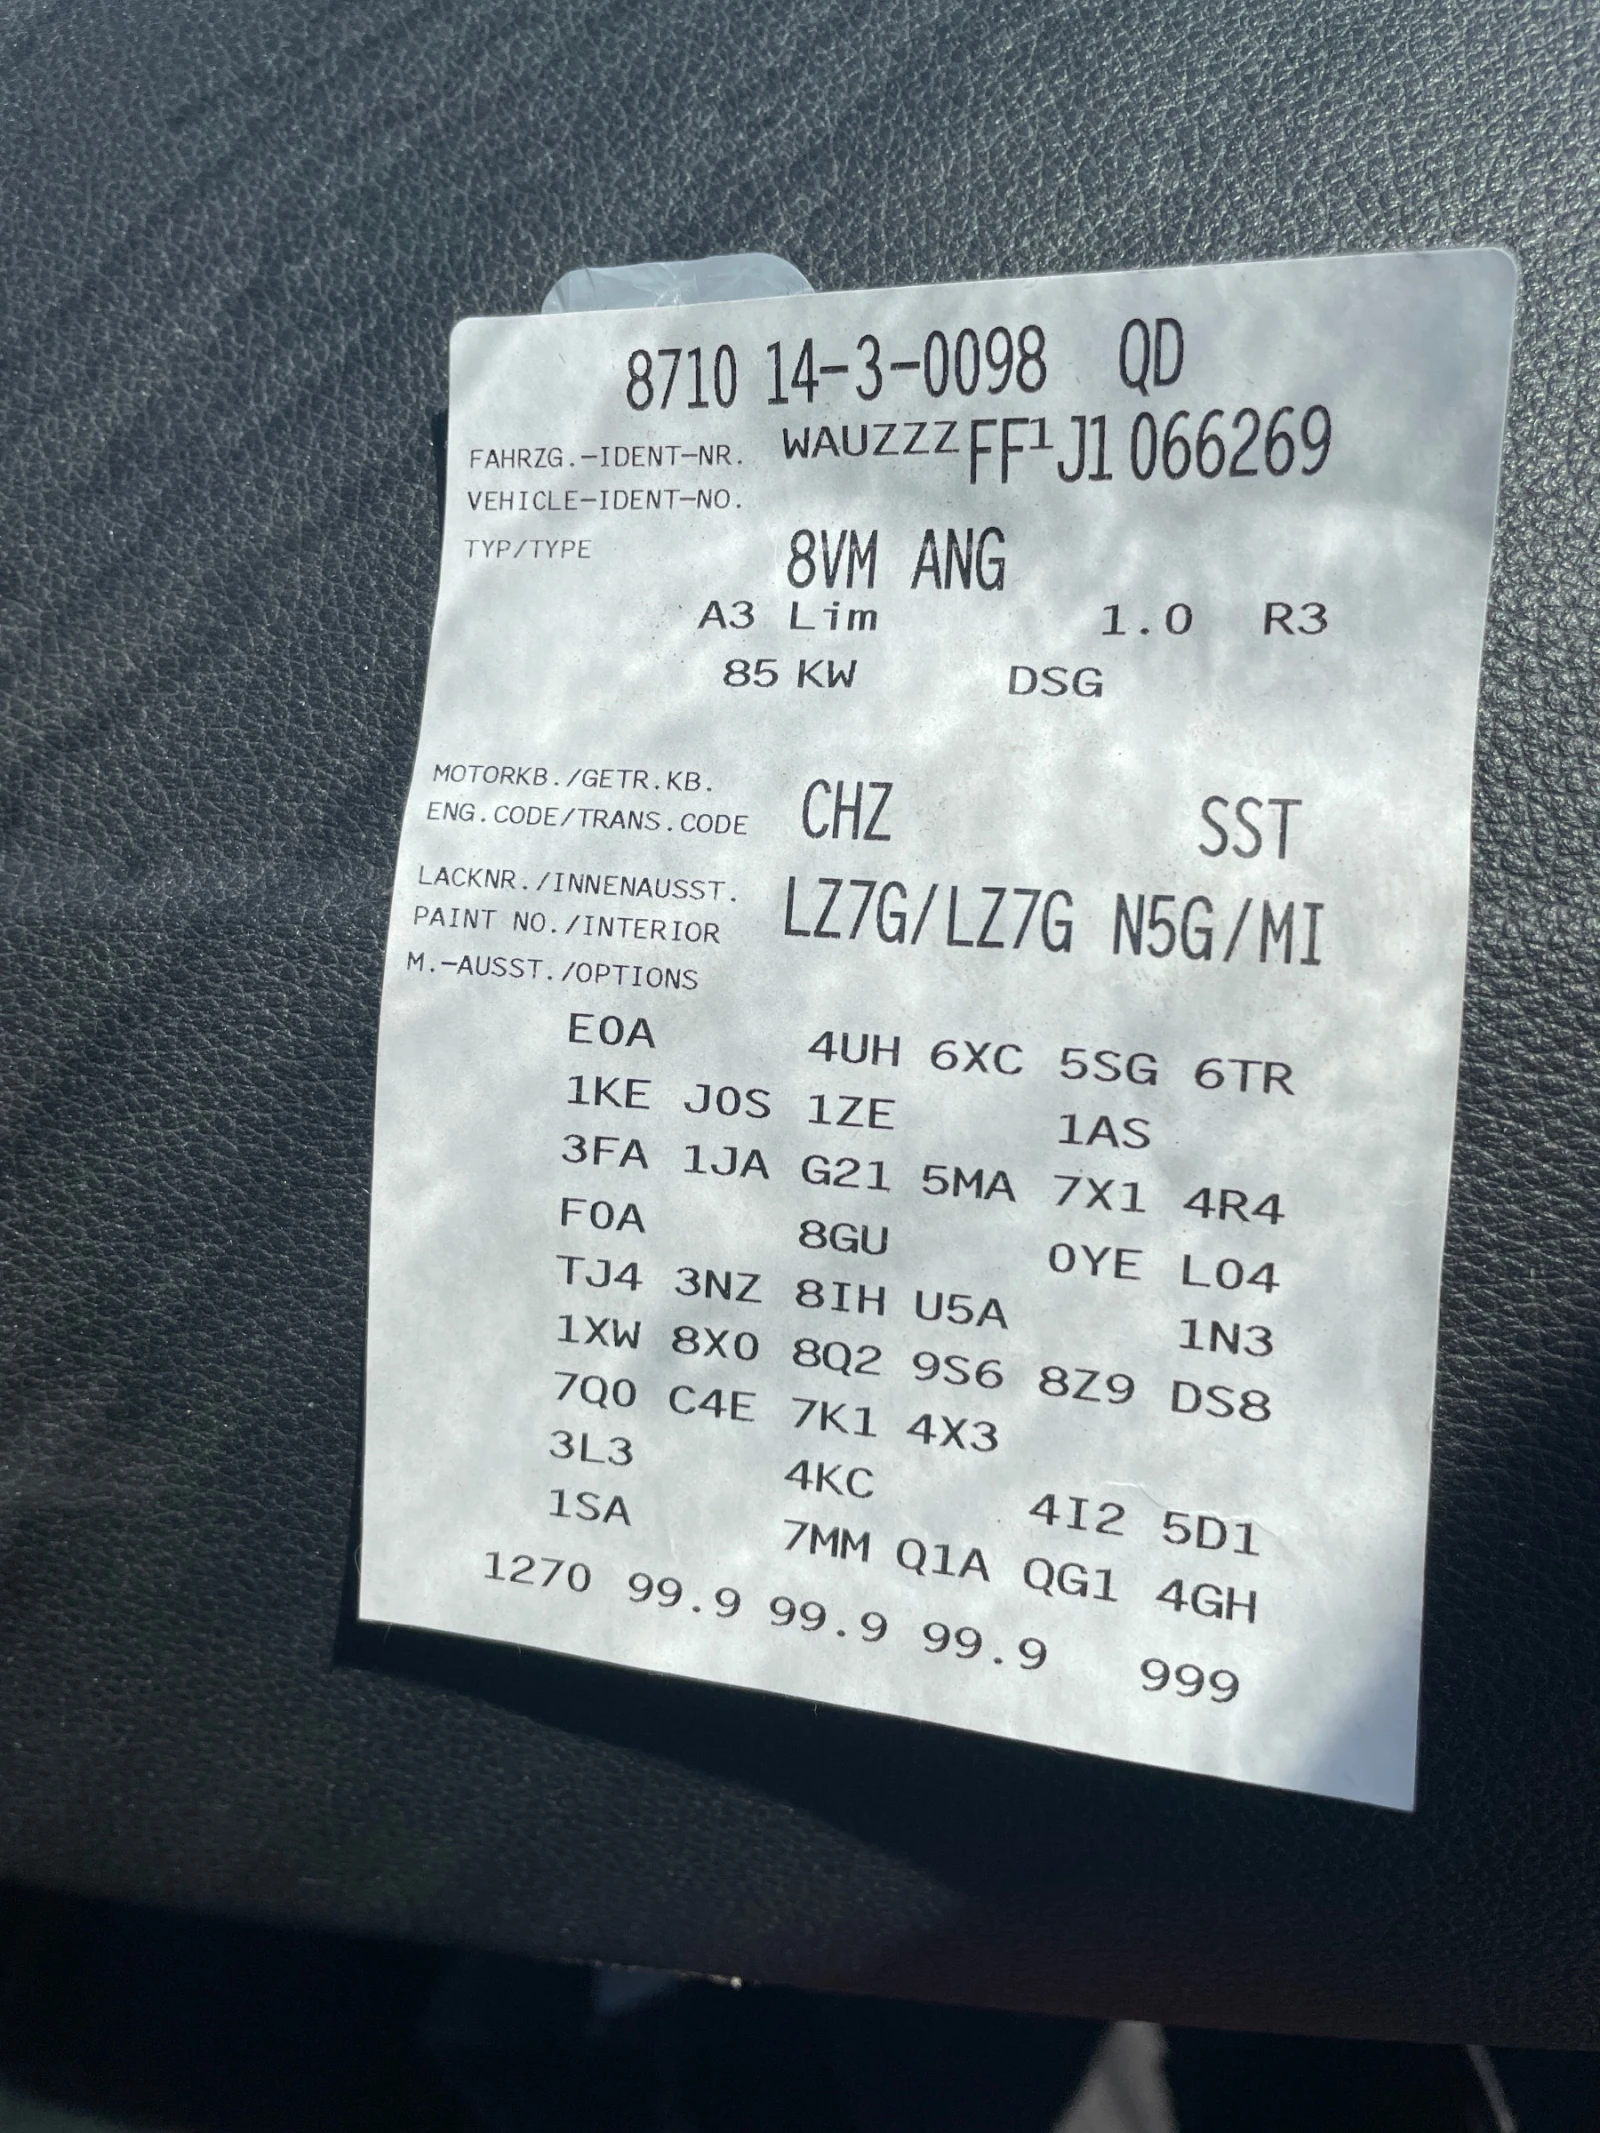 8710 14-3-0098 QD
FAHRZG.-IDENT-NR. WAUZZZFF1J1066269
VEHICLE-IDENT-NO.
TYP/TYPE 8VM ANG
A3 Lim 1.0 R3
85 KW DSG
MOTORKB./GETR.KB.
ENG.CODE/TRANS.CODE CHZ SST
LACKNR./INNENAUSST.
PAINT NO./INTERIOR LZ7G/LZ7G N5G/MI
M.-AUSST./OPTIONS
E0A 4UH 6XC 5SG 6TR
1KE J0S 1ZE 1AS
3FA 1JA G21 5MA 7X1 4R4
F0A 8GU 0YE L04
TJ4 3NZ 8IH U5A 1N3
1XW 8X0 8Q2 9S6 8Z9 DS8
7Q0 C4E 7K1 4X3
3L3 4KC 4I2 5D1
1SA 7MM Q1A QG1 4GH
1270 99.9 99.9 99.9 999